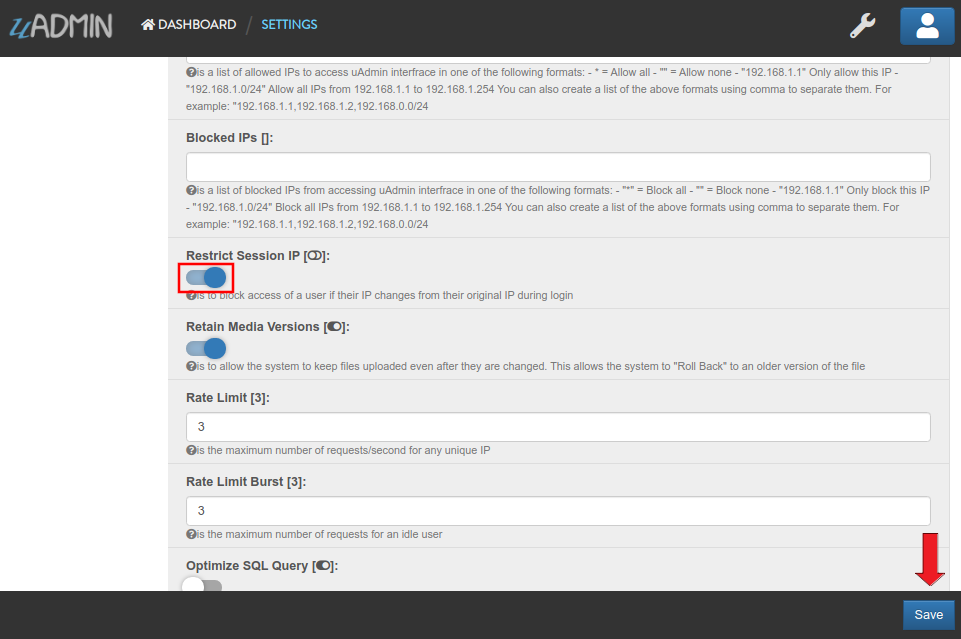 uADMIN
DASHBOARD / SETTINGS
is a list of allowed IPs to access uAdmin interfrace in one of the following formats: - * = Allow all - "" = Allow none - "192.168.1.1" Only allow this IP -
"192.168.1.0/24" Allow all IPs from 192.168.1.1 to 192.168.1.254 You can also create a list of the above formats using comma to separate them. For
example: "192.168.1.1,192.168.1.2,192.168.0.0/24
Blocked IPs []:
is a list of blocked IPs from accessing uAdmin interfrace in one of the following formats: - "*" = Block all - "" = Block none - "192.168.1.1" Only block this IP
- "192.168.1.0/24" Block all IPs from 192.168.1.1 to 192.168.1.254 You can also create a list of the above formats using comma to separate them. For
example: "192.168.1.1,192.168.1.2,192.168.0.0/24
Restrict Session IP []:
is to block access of a user if their IP changes from their original IP during login
Retain Media Versions []:
is to allow the system to keep files uploaded even after they are changed. This allows the system to "Roll Back" to an older version of the file
Rate Limit [3]:
3
is the maximum number of requests/second for any unique IP
Rate Limit Burst [3]:
3
is the maximum number of requests for an idle user
Optimize SQL Query []:
Save